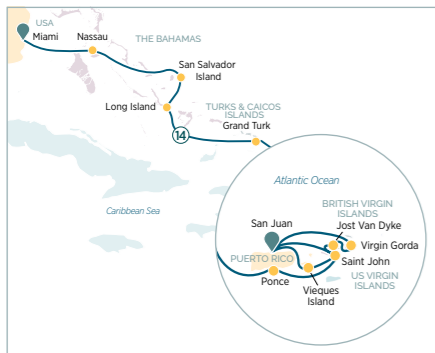 USA
Miami
Nassau
THE BAHAMAS
San Salvador
Island
Long Island
TURKS & CAICOS
ISLANDS
Grand Turk
14
Atlantic Ocean
Caribbean Sea
BRITISH VIRGIN
ISLANDS
San Juan
Jost Van Dyke
Virgin Gorda
PUERTO RICO
Saint John
Ponce
Vieques
Island
US VIRGIN
ISLANDS